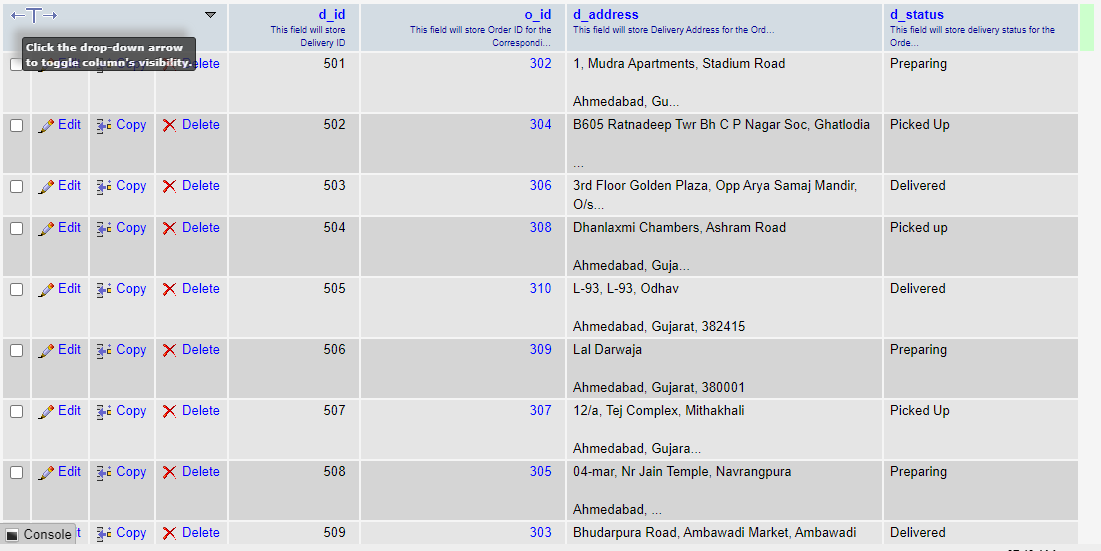 d_id o_id d_address d_status
This field will store This field will store Order ID for the This field will store Delivery Address for the Ord... This field will store delivery status for the
Delivery ID Correspondi... Orde...
Click the drop-down arrow
to toggle column's visibility.
Delete 501 302 1, Mudra Apartments, Stadium Road Preparing
Ahmedabad, Gu...
Edit Copy Delete 502 304 B605 Ratnadeep Twr Bh C P Nagar Soc, Ghatlodia Picked Up
...
Edit Copy Delete 503 306 3rd Floor Golden Plaza, Opp Arya Samaj Mandir, Delivered
O/s...
Edit Copy Delete 504 308 Dhanlaxmi Chambers, Ashram Road Picked up
Ahmedabad, Guja...
Edit Copy Delete 505 310 L-93, L-93, Odhav Delivered
Ahmedabad, Gujarat, 382415
Edit Copy Delete 506 309 Lal Darwaja Preparing
Ahmedabad, Gujarat, 380001
Edit Copy Delete 507 307 12/a, Tej Complex, Mithakhali Picked Up
Ahmedabad, Gujara...
Edit Copy Delete 508 305 04-mar, Nr Jain Temple, Navrangpura Preparing
Ahmedabad, ...
Console Copy Delete 509 303 Bhudarpura Road, Ambawadi Market, Ambawadi Delivered